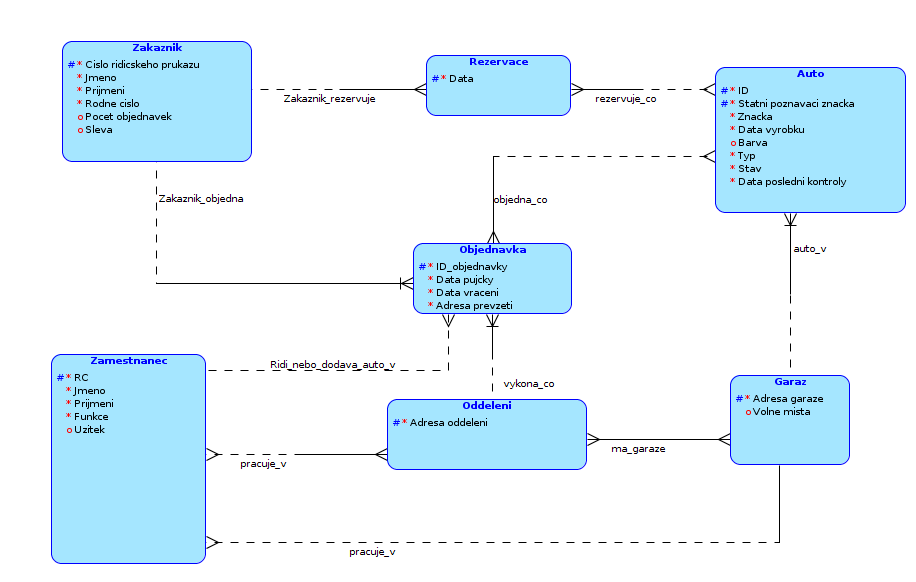 Zakaznik
#* Cislo ridicskeho prukazu
* Jmeno
* Prijmeni
* Rodne cislo
o Pocet objednavek
o Sleva
Zakaznik_rezervuje
Rezervace
#* Data
rezervuje_co
Auto
#* ID
#* Statni poznavaci znacka
* Znacka
* Data vyrobku
o Barva
* Typ
* Stav
* Data posledni kontroly
Zakaznik_objedna
objedna_co
auto_v
Objednavka
#* ID_objednavky
* Data pujcky
* Data vraceni
* Adresa prevzeti
Ridi_nebo_dodava_auto_v
vykona_co
Zamestnanec
#* RC
* Jmeno
* Prijmeni
* Funkce
o Uzitek
Oddeleni
#* Adresa oddeleni
Garaz
#* Adresa garaze
o Volne mista
pracuje_v
ma_garaze
pracuje_v